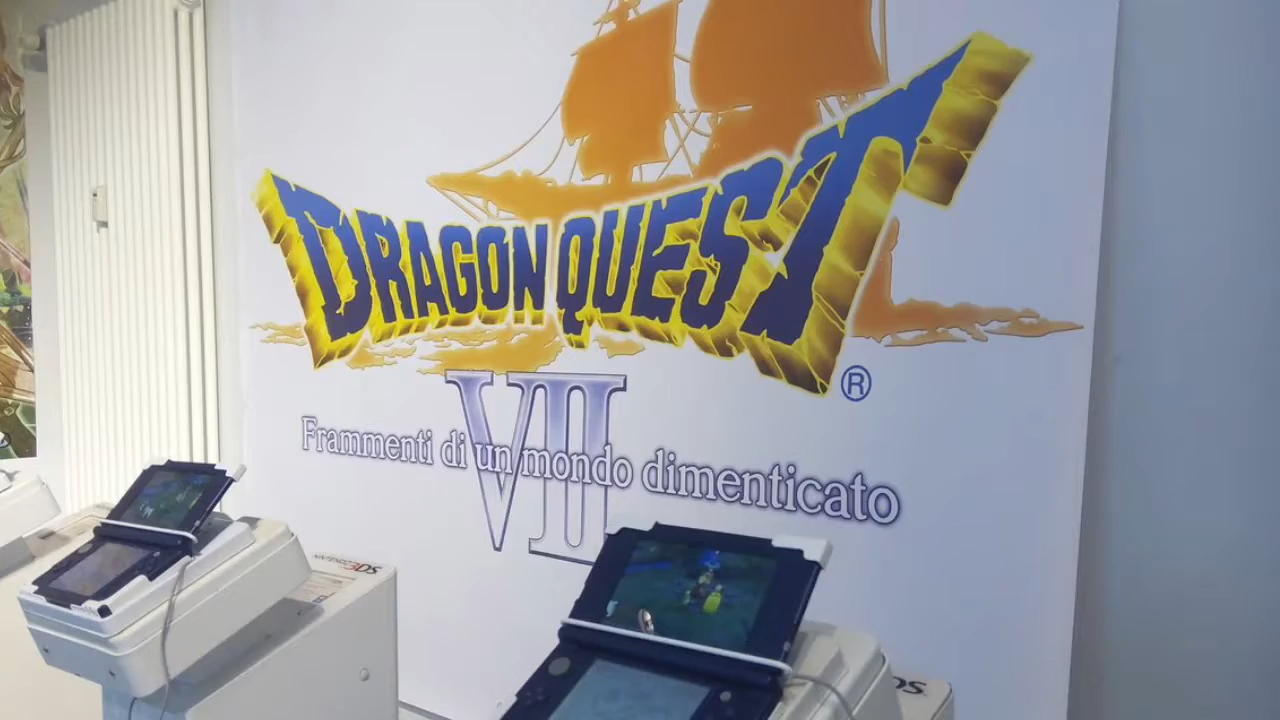 DRAGON QUEST
®
VII
Frammenti di un mondo dimenticato
NINTENDO 3DS
DS